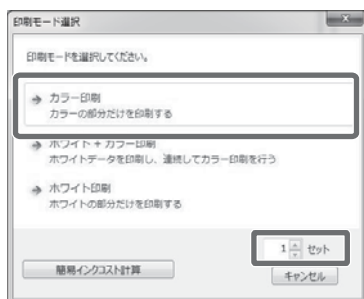 印刷モード選択
印刷モードを選択してください。
カラー印刷
カラーの部分だけを印刷する
ホワイト + カラー印刷
ホワイトデータを印刷し、連続してカラー印刷を行う
ホワイト印刷
ホワイトの部分だけを印刷する
1 セット
簡易インクコスト計算
キャンセル